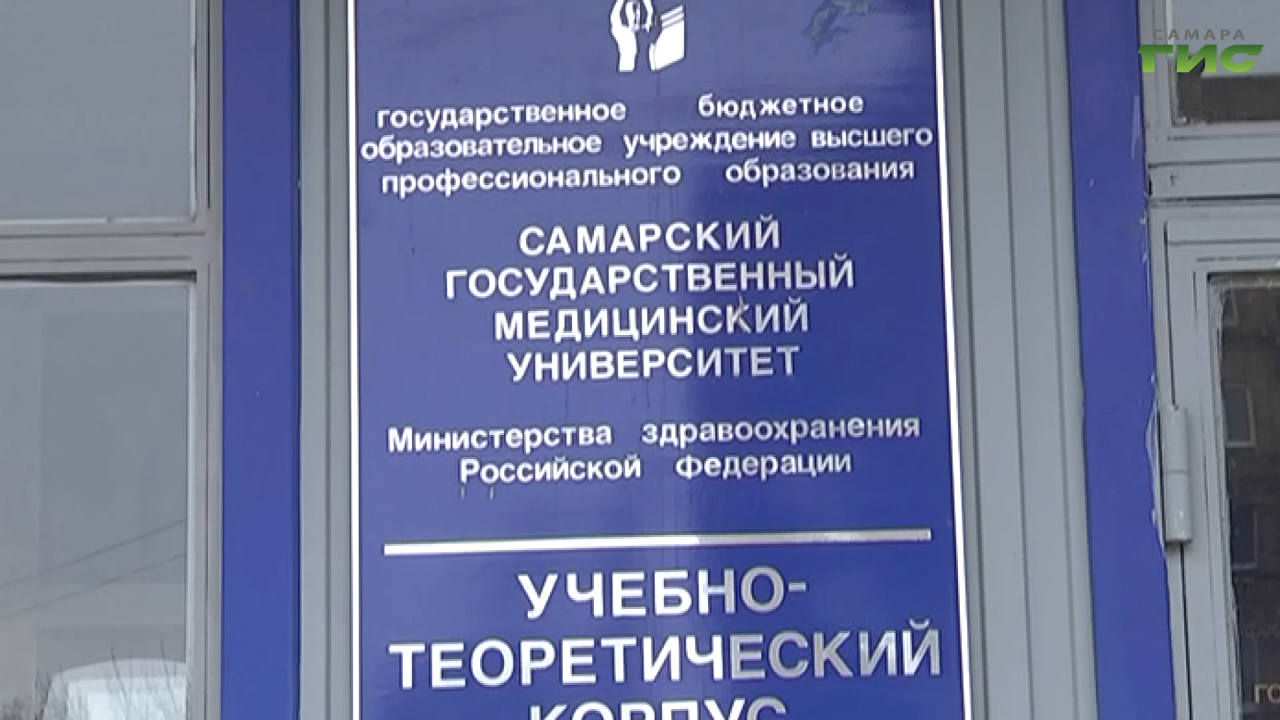 САМАРА
ГИС
государственное бюджетное
образовательное учреждение высшего
профессионального образования
САМАРСКИЙ
ГОСУДАРСТВЕННЫЙ
МЕДИЦИНСКИЙ
УНИВЕРСИТЕТ
Министерства здравоохранения
Российской Федерации
УЧЕБНО-
ТЕОРЕТИЧЕСКИЙ
КОРПУС